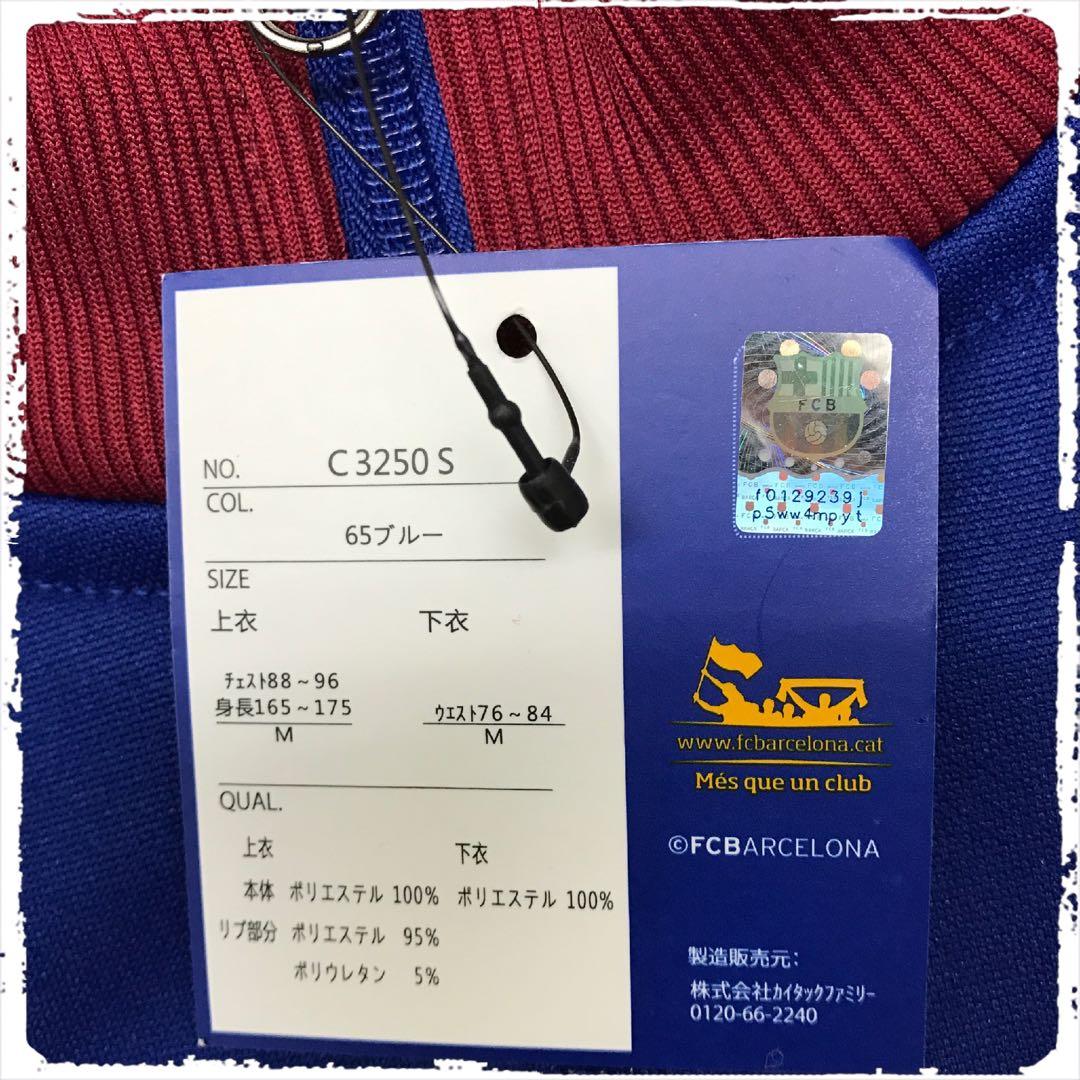 NO. C3250 S
COL.
65ブルー
SIZE
上衣 下衣
ﾁｪｽﾄ88～96
身長165～175 ｳｴｽﾄ76～84
M M
QUAL.
上衣 下衣
本体 ポリエステル 100% ポリエステル 100%
リブ部分 ポリエステル 95%
ポリウレタン 5%
FCB
f0129239j
pSww4mpyt
www.fcbarcelona.cat
Més que un club
©FCBARCELONA
製造販売元：
株式会社ｶｲﾀｯｸﾌｧﾐﾘｰ
0120-66-2240